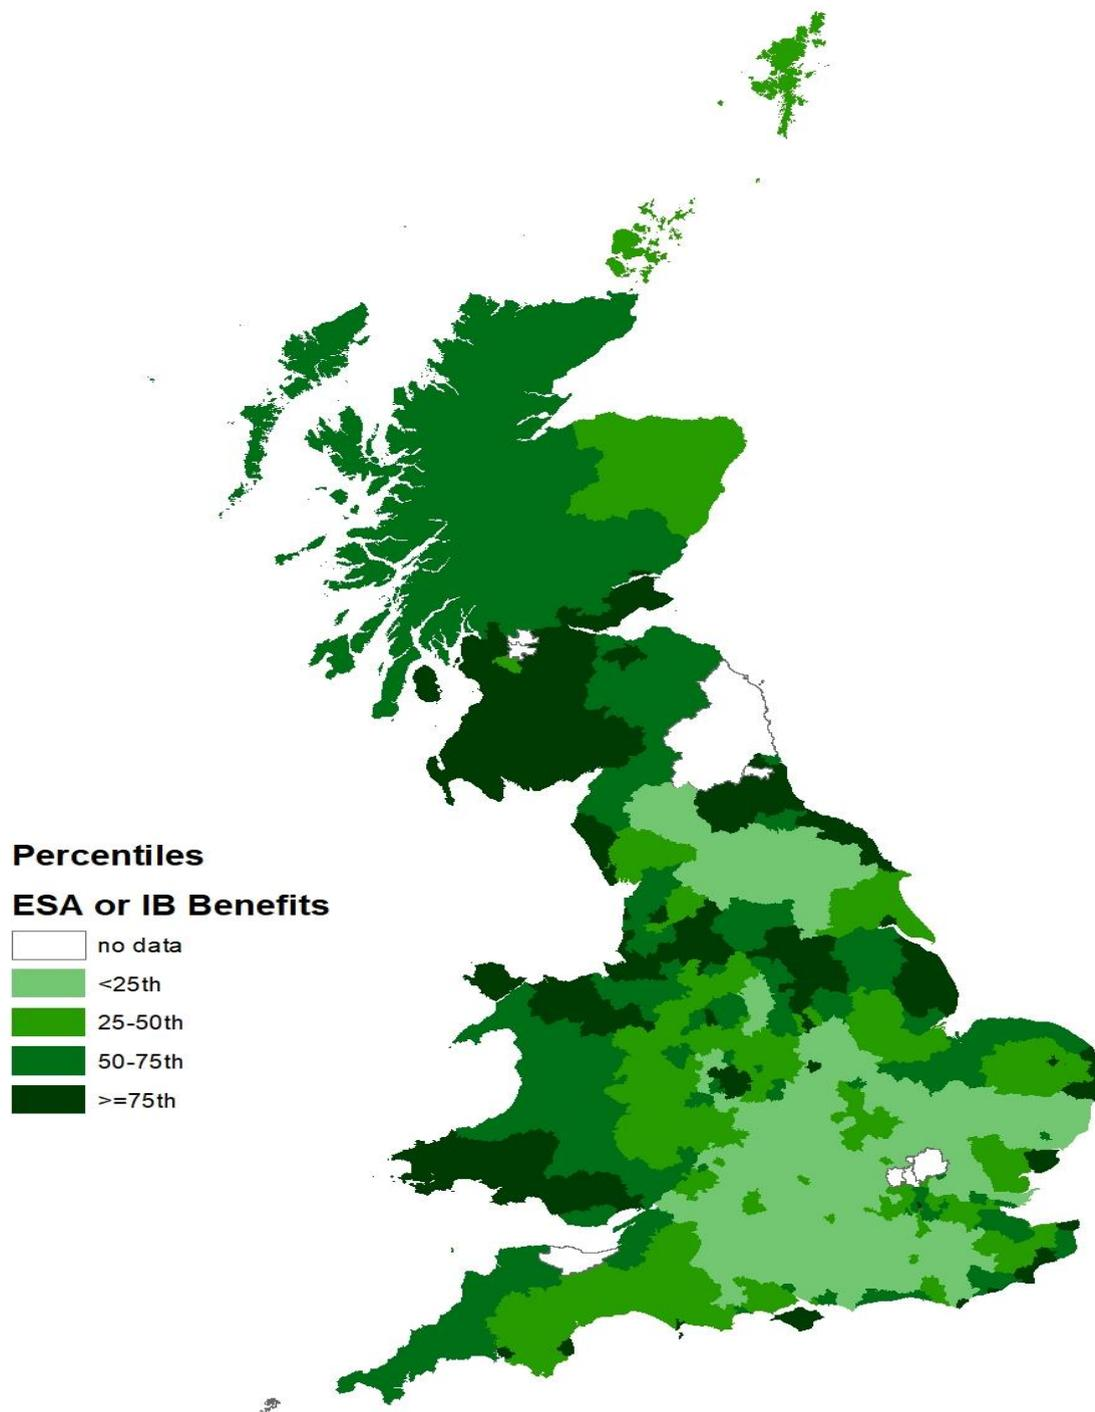 Percentiles
ESA or IB Benefits
no data
<25th
25-50th
50-75th
>=75th